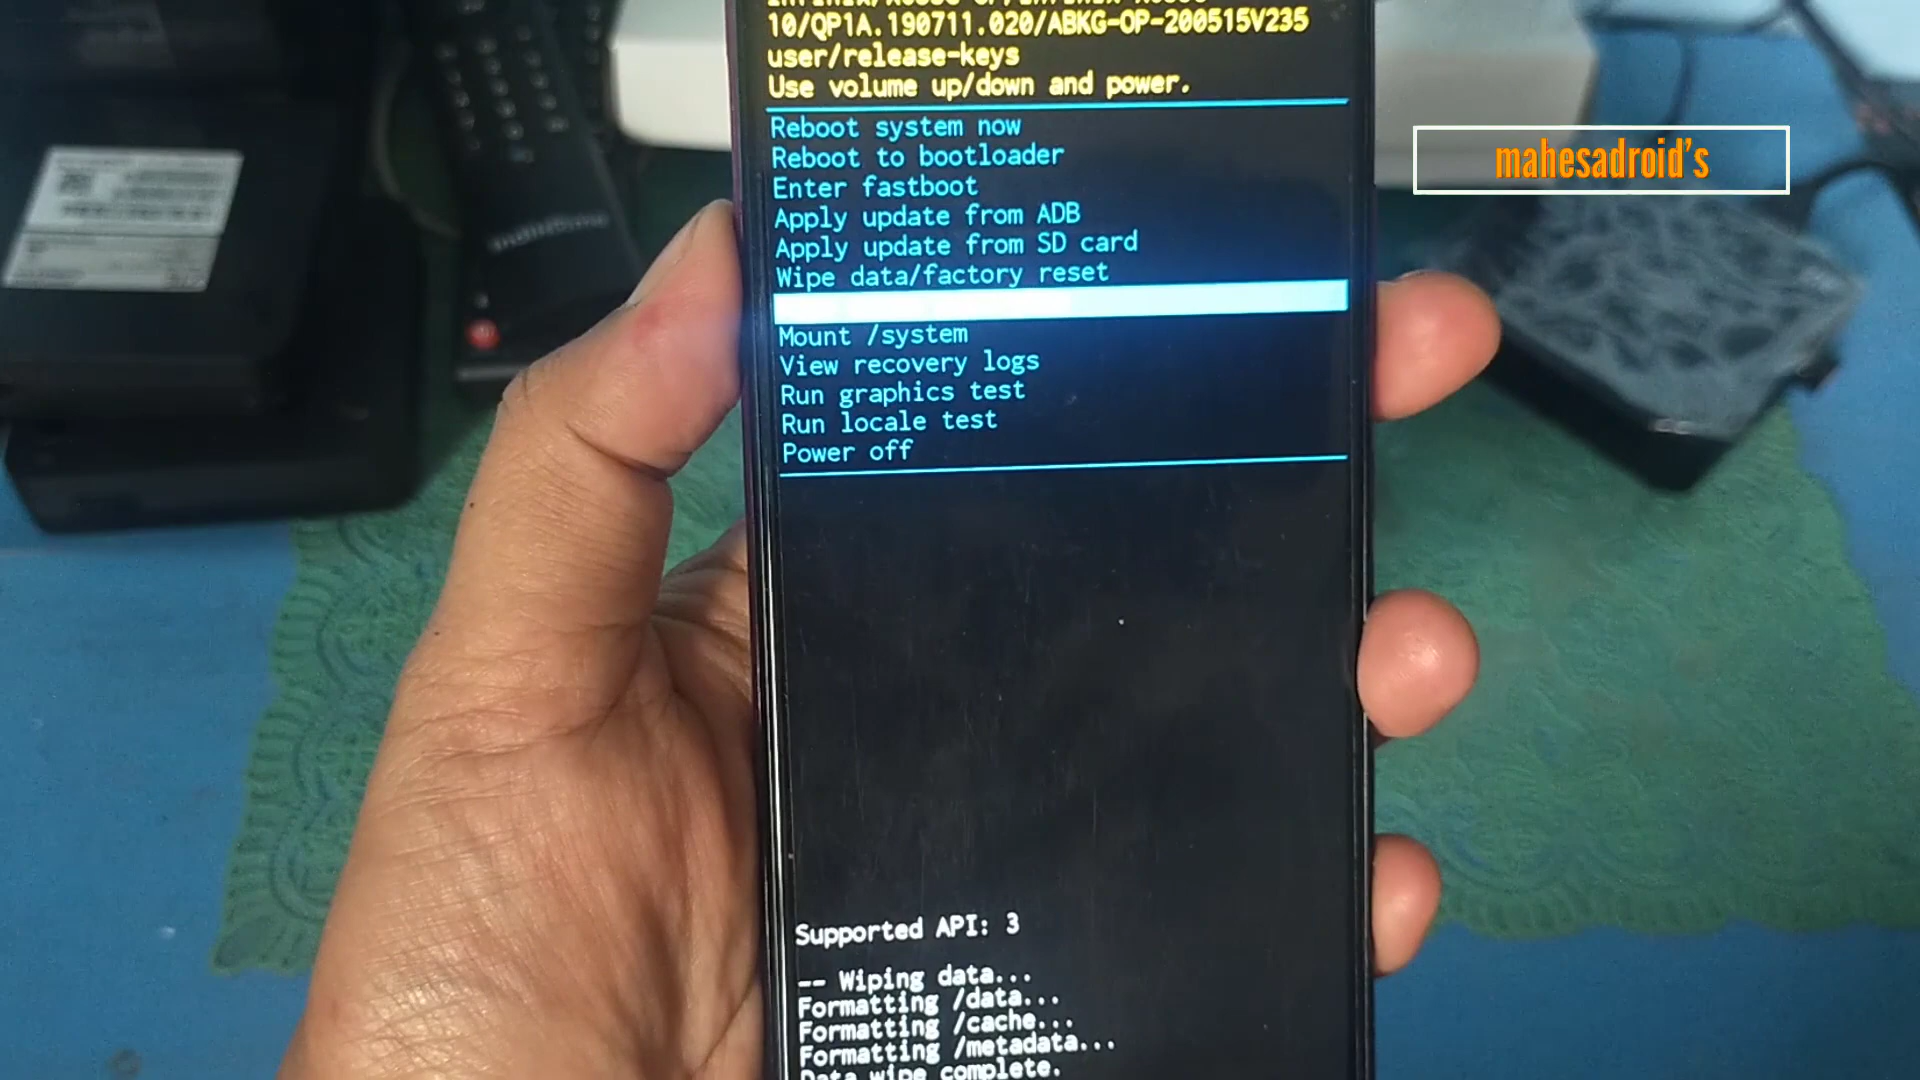 10/QP1A.190711.020/ABKG-OP-200515V235
user/release-keys
Use volume up/down and power.
Reboot system now
Reboot to bootloader
Enter fastboot
Apply update from ADB
Apply update from SD card
Wipe data/factory reset
Mount /system
View recovery logs
Run graphics test
Run locale test
Power off
mahesadroid's
Supported API: 3
-- Wiping data...
Formatting /data...
Formatting /cache...
Formatting /metadata...
Data wipe complete.